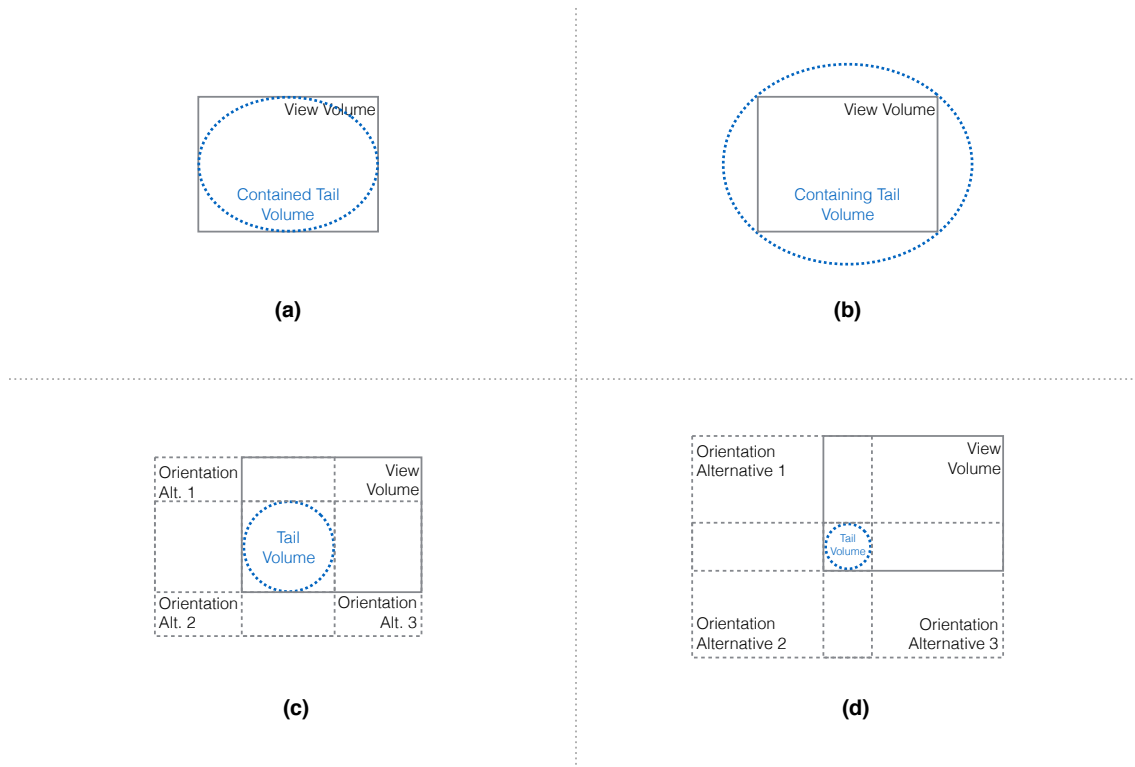 View Volume
Contained Tail
Volume
(a)
View Volume
Containing Tail
Volume
(b)
Orientation
Alt. 1
View
Volume
Tail
Volume
Orientation
Alt. 2
Orientation
Alt. 3
(c)
Orientation
Alternative 1
View
Volume
Tail
Volume
Orientation
Alternative 2
Orientation
Alternative 3
(d)